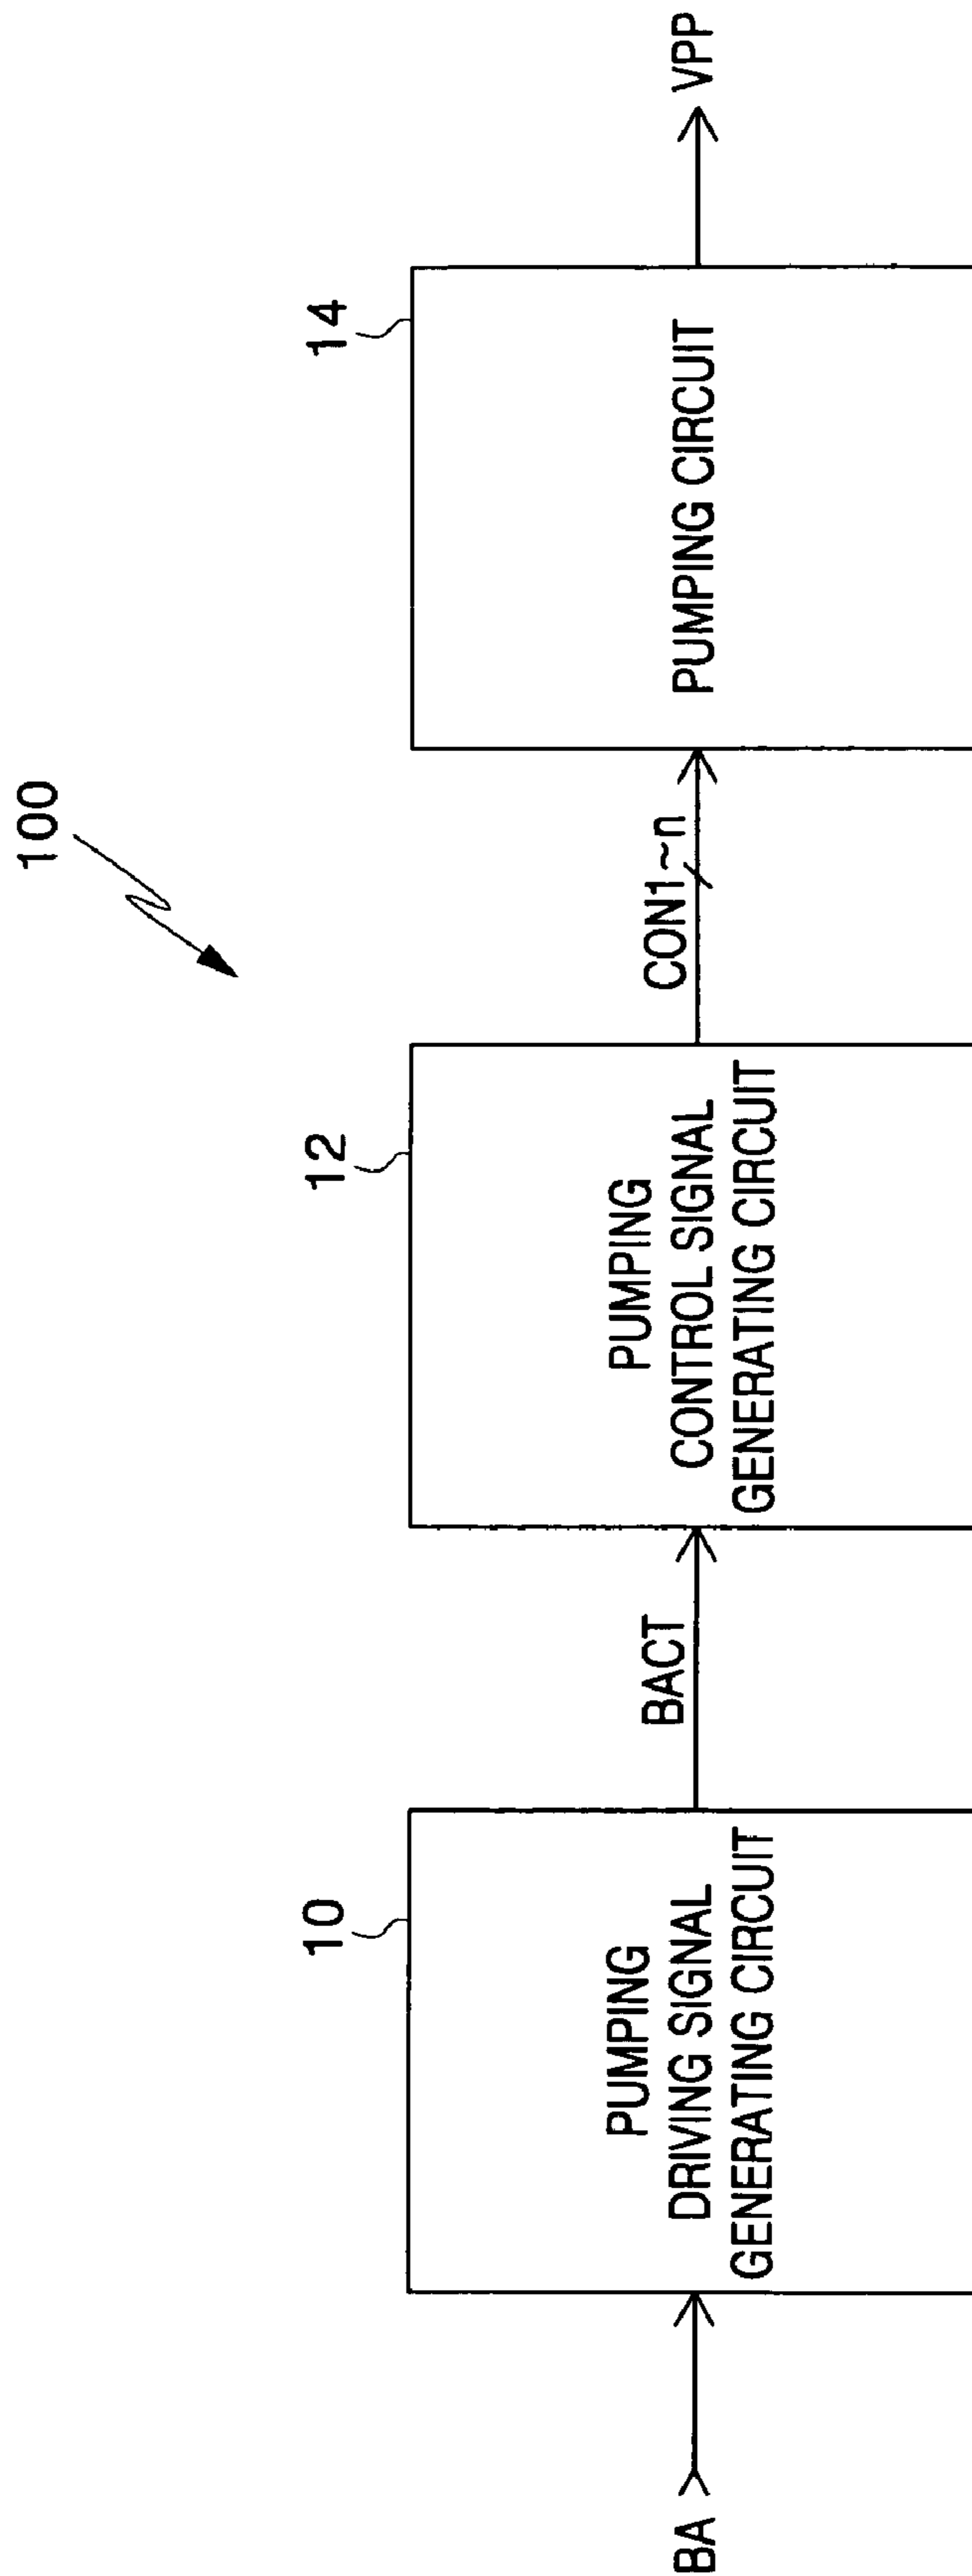 100
10
12
14
BA
PUMPING
DRIVING SIGNAL
GENERATING CIRCUIT
BACT
PUMPING
CONTROL SIGNAL
GENERATING CIRCUIT
CON1~n
PUMPING CIRCUIT
VPP